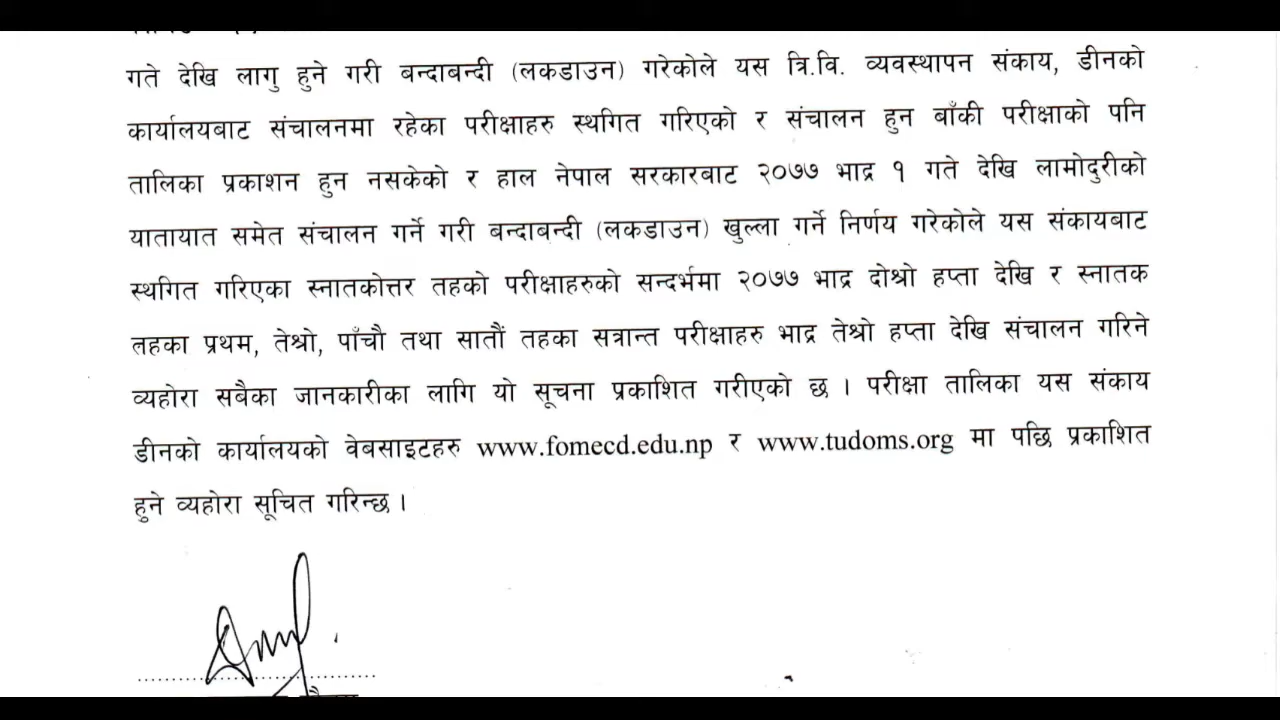 गते देखि लागु हुने गरी बन्दाबन्दी (लकडाउन) गरेकोले यस त्रि.वि. व्यवस्थापन संकाय, डीनको
कार्यालयबाट संचालनमा रहेका परीक्षाहरु स्थगित गरिएको र संचालन हुन बाँकी परीक्षाको पनि
तालिका प्रकाशन हुन नसकेको र हाल नेपाल सरकारबाट २०७७ भाद्र १ गते देखि लामोदुरीको
यातायात समेत संचालन गर्ने गरी बन्दाबन्दी (लकडाउन) खुल्ला गर्ने निर्णय गरेकोले यस संकायबाट
स्थगित गरिएका स्नातकोत्तर तहको परीक्षाहरुको सन्दर्भमा २०७७ भाद्र दोश्रो हप्ता देखि र स्नातक
तहका प्रथम, तेश्रो, पाँचौ तथा सातौं तहका सत्रान्त परीक्षाहरु भाद्र तेश्रो हप्ता देखि संचालन गरिने
व्यहोरा सबैका जानकारीका लागि यो सूचना प्रकाशित गरीएको छ । परीक्षा तालिका यस संकाय
डीनको कार्यालयको वेबसाइटहरु www.fomecd.edu.np र www.tudoms.org मा पछि प्रकाशित
हुने व्यहोरा सूचित गरिन्छ ।